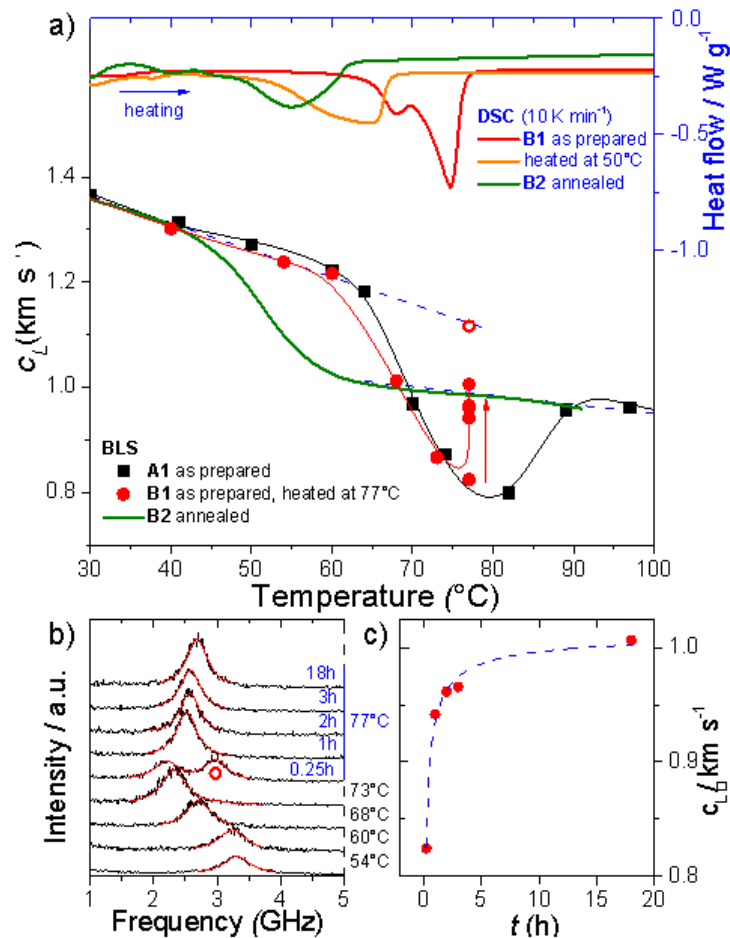 a)
0.0
heating
DSC (10 K min⁻¹)
B1 as prepared
heated at 50°C
B2 annealed
-0.5
-1.0
Heat flow / W g⁻¹
1.4
1.2
1.0
0.8
c_L (km s⁻
BLS
A1 as prepared
B1 as prepared, heated at 77°C
B2 annealed
30 40 50 60 70 80 90 100
Temperature (°C)
b)
18h
3h
2h
1h
0.25h
77°C
73°C
68°C
60°C
54°C
Intensity / a.u.
1 2 3 4 5
Frequency (GHz)
c)
1.0
0.9
0.8
c_L□/ km s⁻¹
0 5 10 15 20
t (h)